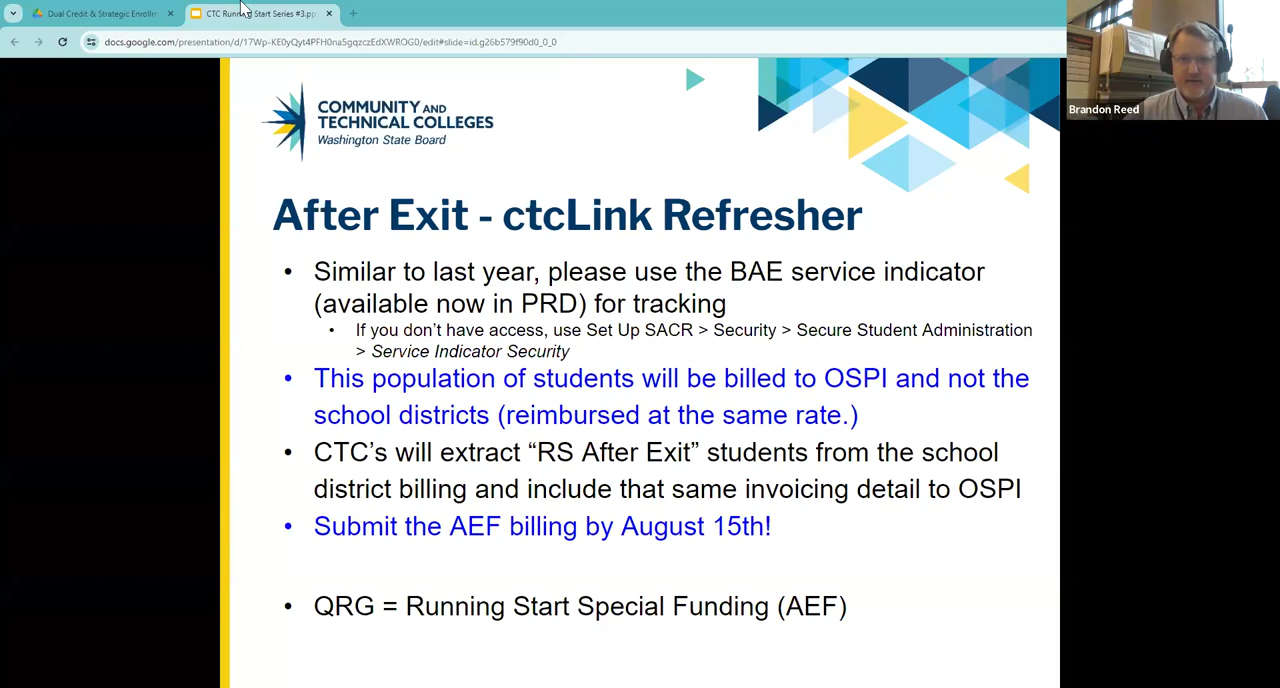 Dual Credit & Strategic Enrollm
CTC Running Start Series #3.pp
docs.google.com/presentation/d/17Wp-KE0yQyt4PFH0na5gqzczEdXWROG0/edit#slide=id.g26b579f90d0_0_0
Brandon Reed
COMMUNITY AND
TECHNICAL COLLEGES
Washington State Board
After Exit - ctcLink Refresher
• Similar to last year, please use the BAE service indicator
(available now in PRD) for tracking
• If you don't have access, use Set Up SACR > Security > Secure Student Administration
> Service Indicator Security
• This population of students will be billed to OSPI and not the
school districts (reimbursed at the same rate.)
• CTC's will extract “RS After Exit” students from the school
district billing and include that same invoicing detail to OSPI
• Submit the AEF billing by August 15th!
• QRG = Running Start Special Funding (AEF)